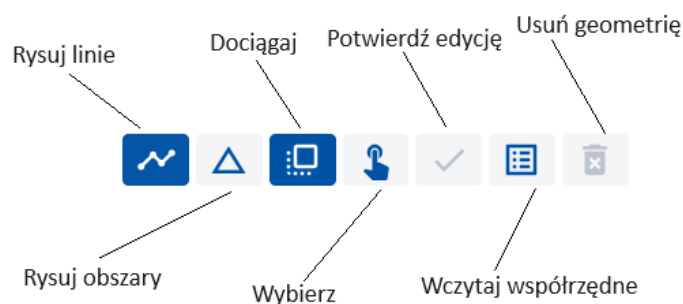 Rysuj linie
Dociągaj
Potwierdź edycję
Usuń geometrię
Rysuj obszary
Wybierz
Wczytaj współrzędne